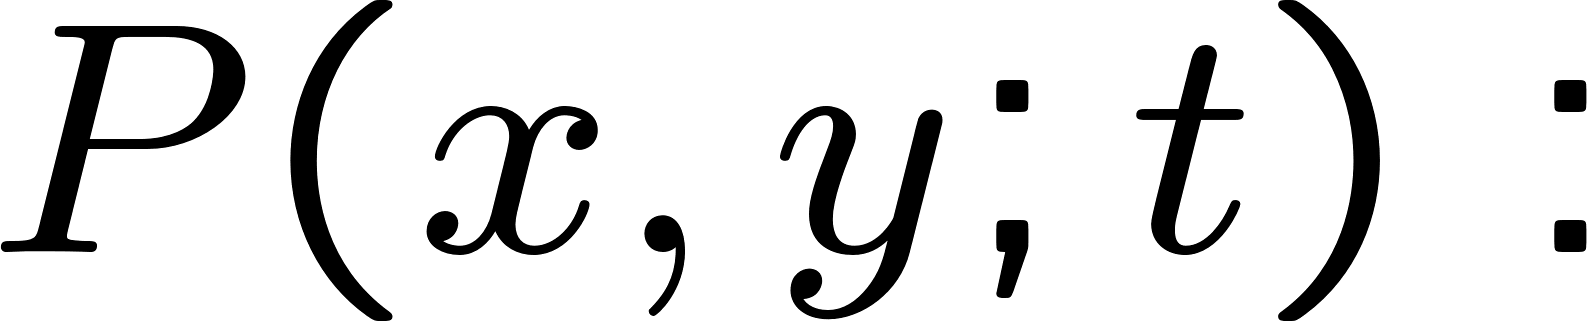 P(x, y; t) :